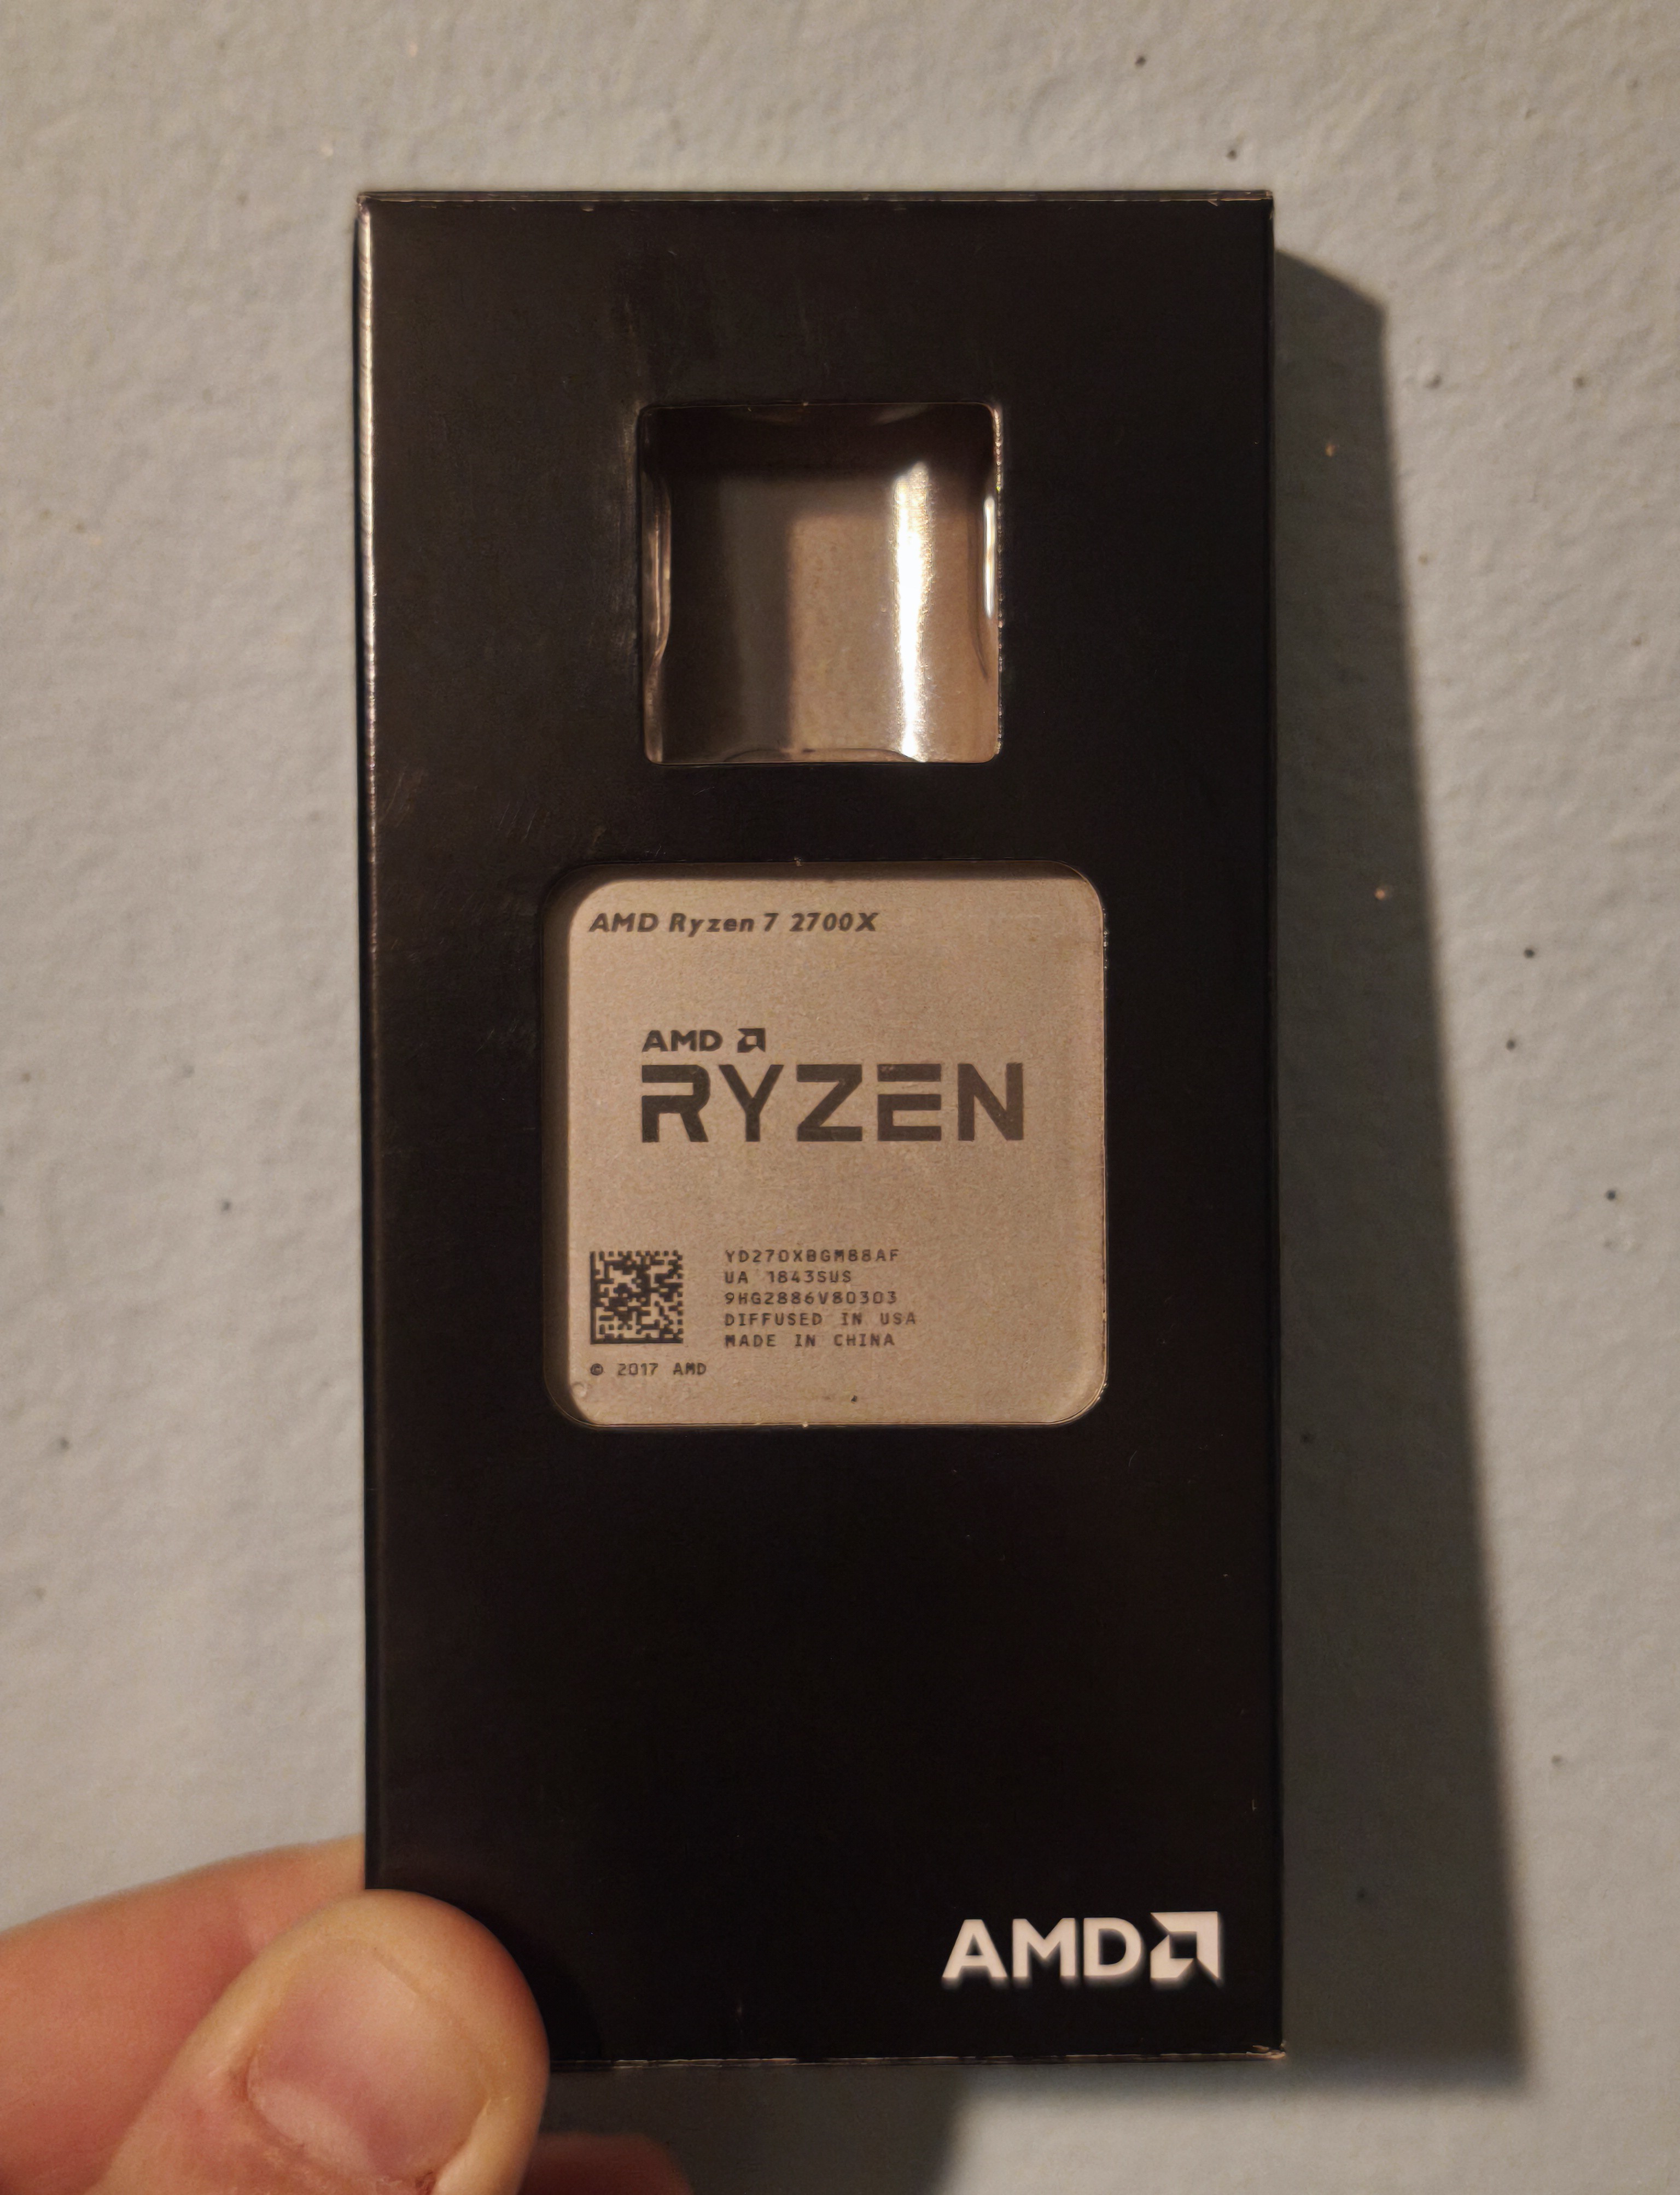 AMD Ryzen 7 2700X
AMD
RYZEN
YD270XBGM88AF
UA 1843SUS
9HG2886V80303
DIFFUSED IN USA
MADE IN CHINA
© 2017 AMD
AMD